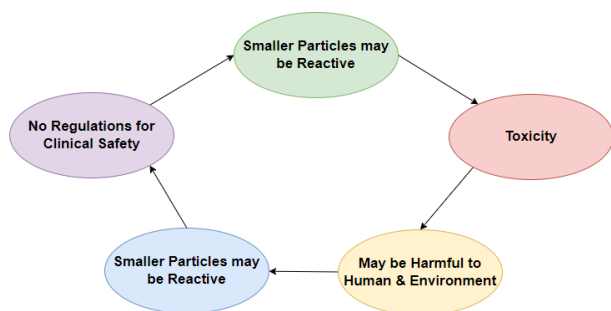 Smaller Particles may
be Reactive
No Regulations for
Clinical Safety
Toxicity
Smaller Particles may
be Reactive
May be Harmful to
Human & Environment